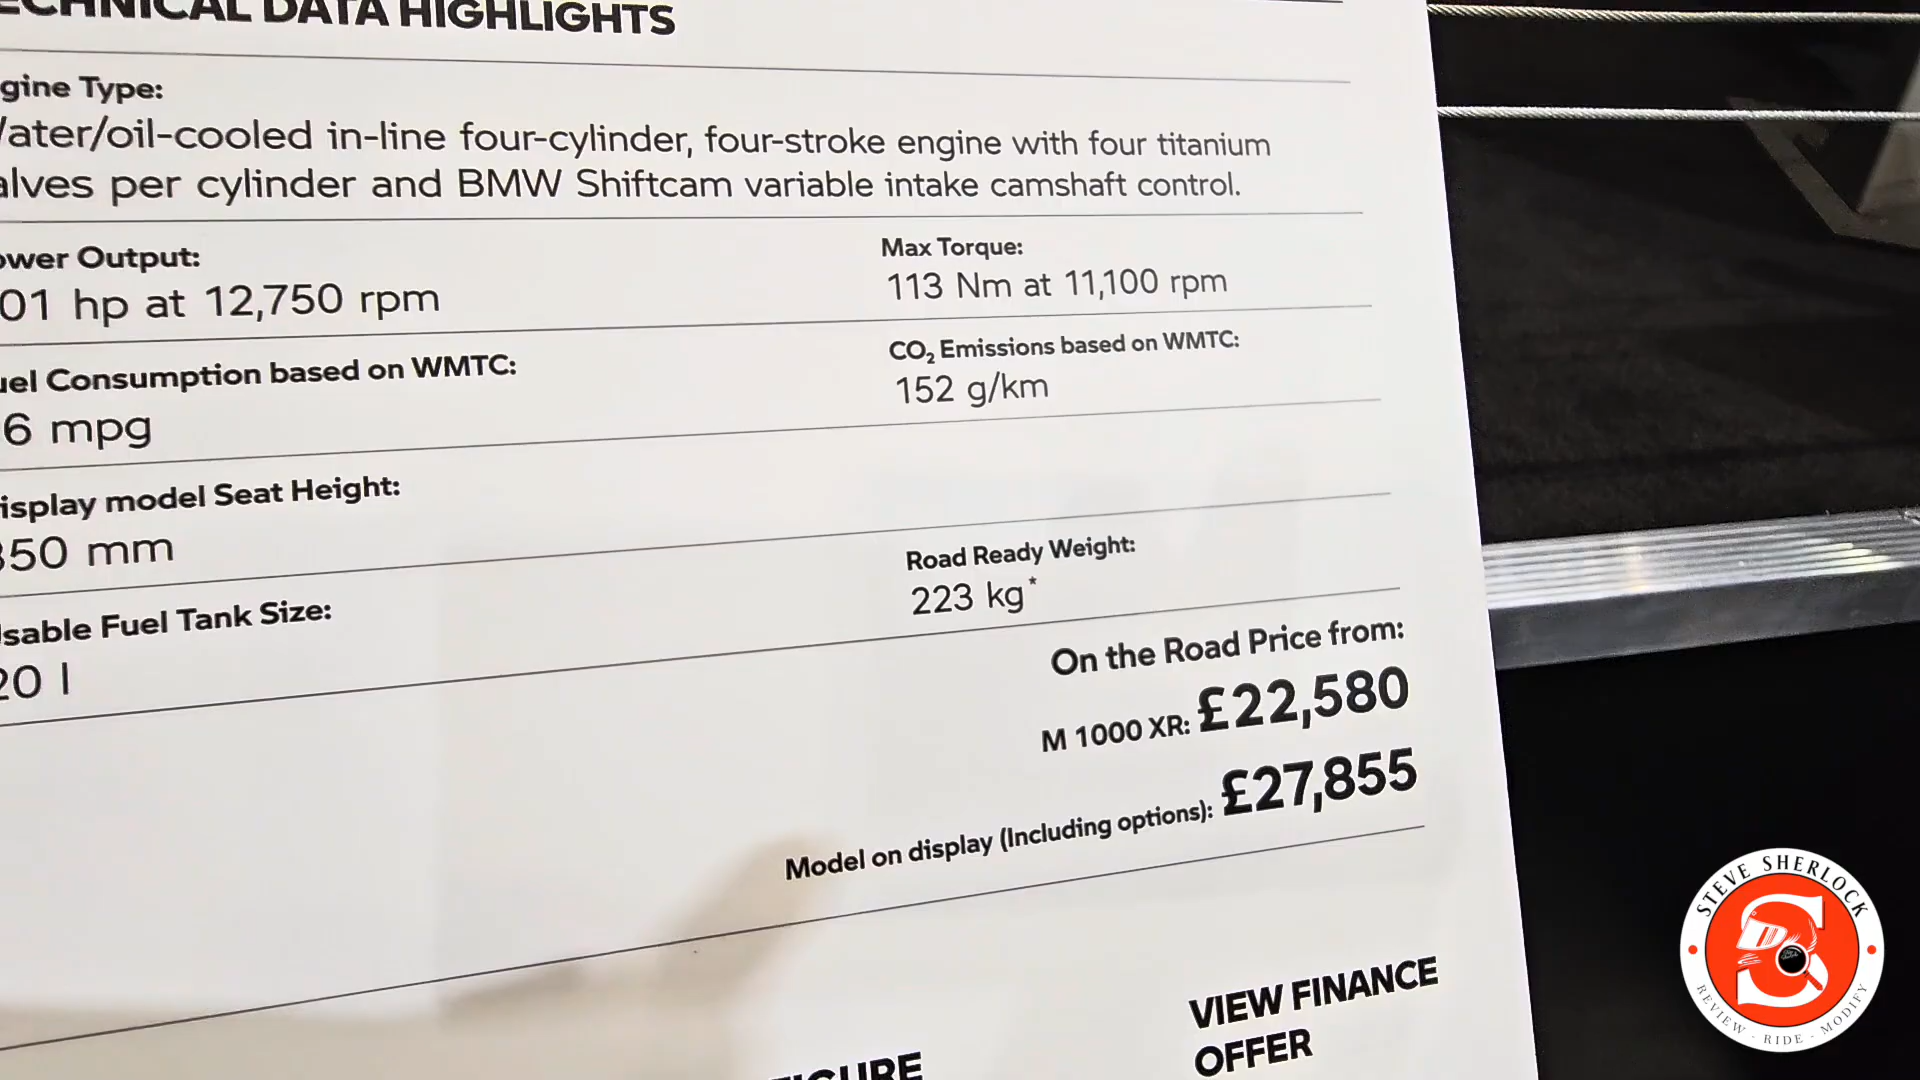 TECHNICAL DATA HIGHLIGHTS
gine Type:
ater/oil-cooled in-line four-cylinder, four-stroke engine with four titanium
alves per cylinder and BMW Shiftcam variable intake camshaft control.
ower Output:
01 hp at 12,750 rpm
Max Torque:
113 Nm at 11,100 rpm
uel Consumption based on WMTC:
6 mpg
CO₂ Emissions based on WMTC:
152 g/km
isplay model Seat Height:
850 mm
sable Fuel Tank Size:
20 l
Road Ready Weight:
223 kg*
On the Road Price from:
M 1000 XR: £22,580
Model on display (Including options): £27,855
VIEW FINANCE
OFFER
IGURE
STEVE SHERLOCK
REVIEW - RIDE - MODIFY